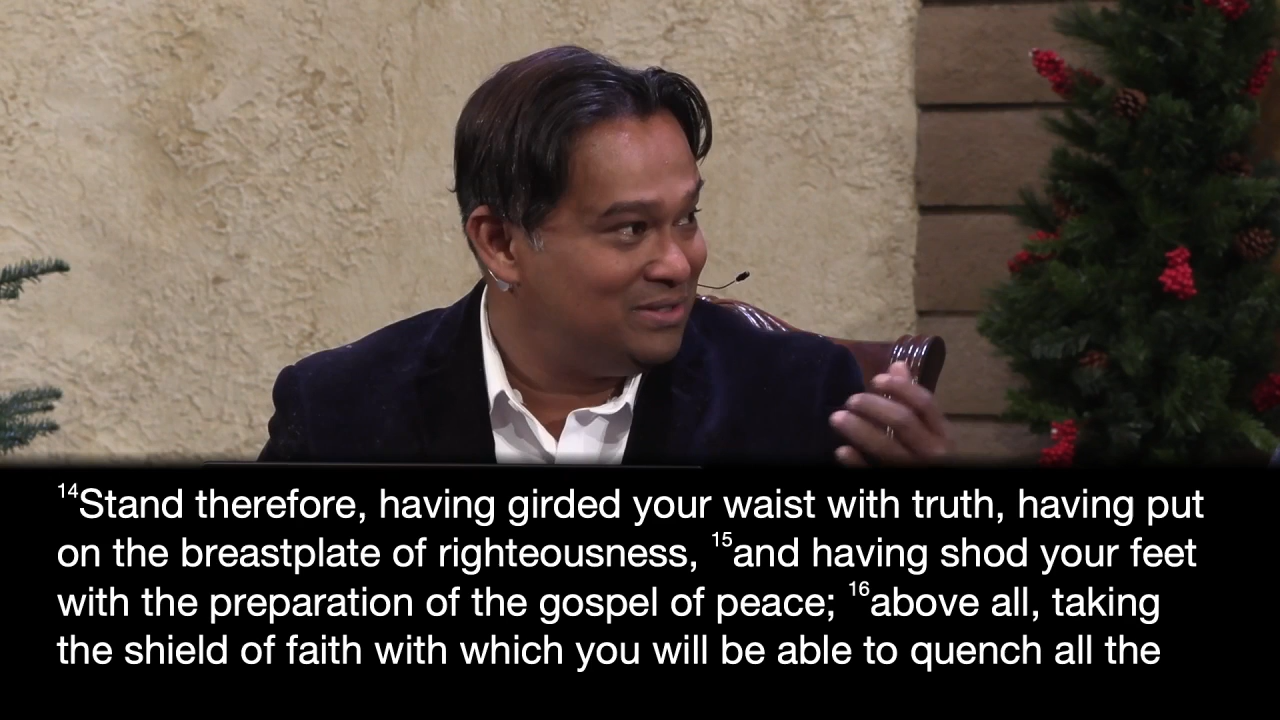 ¹⁴Stand therefore, having girded your waist with truth, having put
on the breastplate of righteousness, ¹⁵and having shod your feet
with the preparation of the gospel of peace; ¹⁶above all, taking
the shield of faith with which you will be able to quench all the